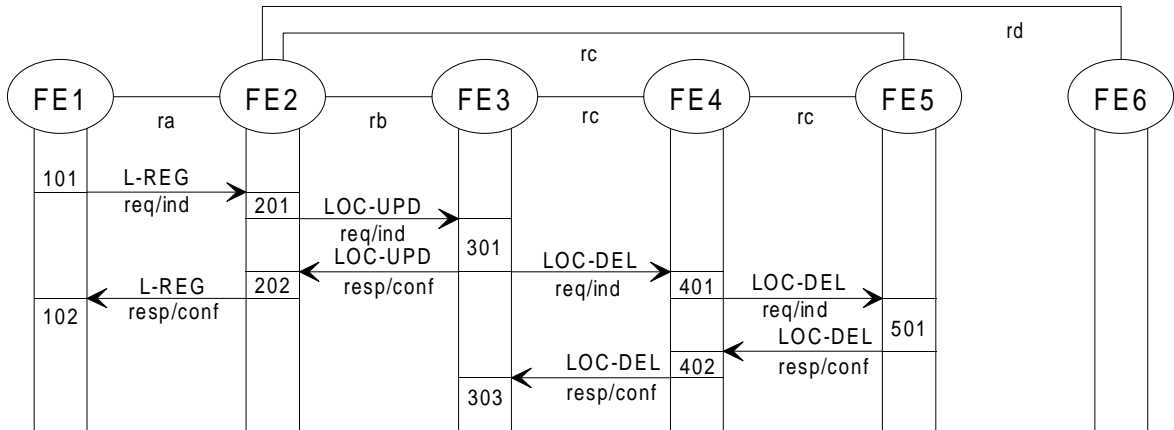 rd
rc
FE1 FE2 FE3 FE4 FE5 FE6
ra rb rc rc
101 L-REG
req/ind 201 LOC-UPD
req/ind 301
LOC-UPD LOC-DEL
resp/conf req/ind
L-REG 202 401 LOC-DEL
102 resp/conf req/ind 501
LOC-DEL
resp/conf
LOC-DEL 402
303 resp/conf